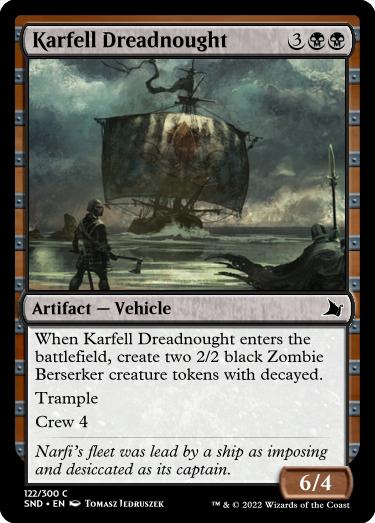 Karfell Dreadnought 3
Artifact — Vehicle
When Karfell Dreadnought enters the
battlefield, create two 2/2 black Zombie
Berserker creature tokens with decayed.
Trample
Crew 4
Narfi's fleet was lead by a ship as imposing
and desiccated as its captain.
6/4
122/300 C
SND • EN Tomasz Jedruszek
™ & © 2022 Wizards of the Coast